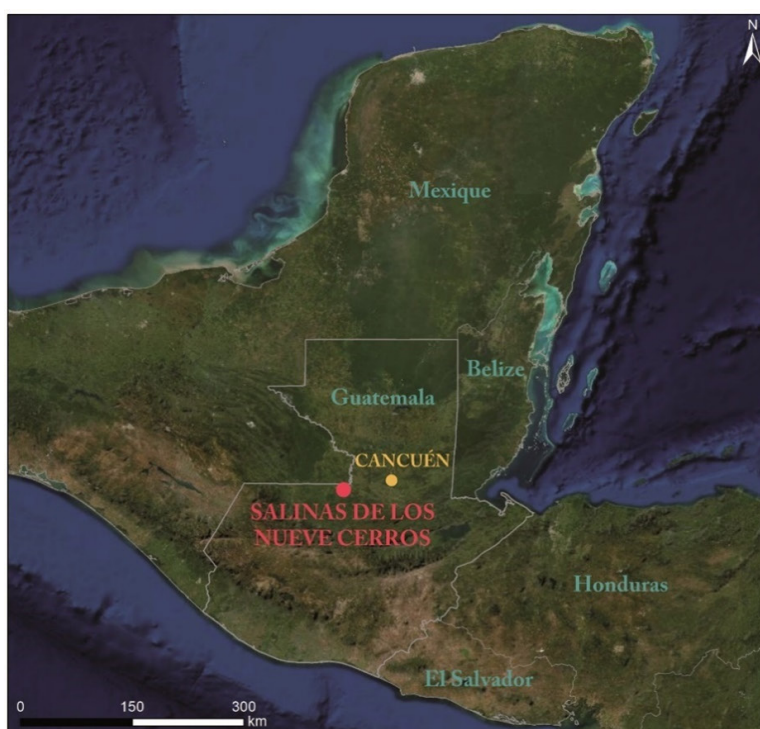 N
Mexique
Belize
Guatemala
CANCUÉN
SALINAS DE LOS
NUEVE CERROS
Honduras
El Salvador
0 150 300
km